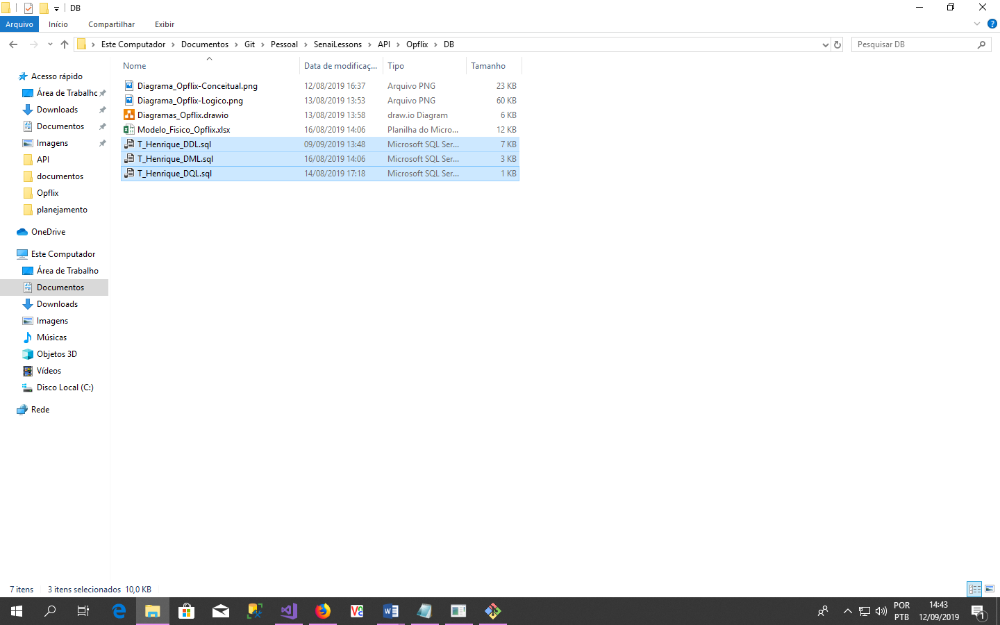 DB
Arquivo Início Compartilhar Exibir
Este Computador Documentos Git Pessoal SenaiLessons API Opflix DB
Pesquisar DB
Nome Data de modificaç... Tipo Tamanho
Diagrama_Opflix-Conceitual.png 12/08/2019 16:37 Arquivo PNG 23 KB
Diagrama_Opflix-Logico.png 13/08/2019 13:53 Arquivo PNG 60 KB
Diagramas_Opflix.drawio 13/08/2019 13:58 draw.io Diagram 6 KB
Modelo_Fisico_Opflix.xlsx 16/08/2019 14:06 Planilha do Micro... 12 KB
T_Henrique_DDL.sql 09/09/2019 13:48 Microsoft SQL Ser... 7 KB
T_Henrique_DML.sql 16/08/2019 14:06 Microsoft SQL Ser... 3 KB
T_Henrique_DQL.sql 14/08/2019 17:18 Microsoft SQL Ser... 1 KB
Acesso rápido
Área de Trabalho
Downloads
Documentos
Imagens
API
documentos
Opflix
planejamento
OneDrive
Este Computador
Área de Trabalho
Documentos
Downloads
Imagens
Músicas
Objetos 3D
Vídeos
Disco Local (C:)
Rede
7 itens 3 itens selecionados 10,0 KB
POR
PTB
14:43
12/09/2019
1